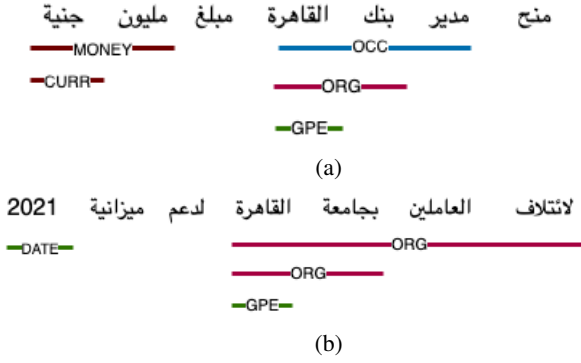 منح مدير بنك القاهرة مبلغ مليون جنية
MONEY OCC
CURR ORG
GPE
(a)
لائتلاف العاملين بجامعة القاهرة لدعم ميزانية 2021
DATE ORG
ORG
GPE
(b)